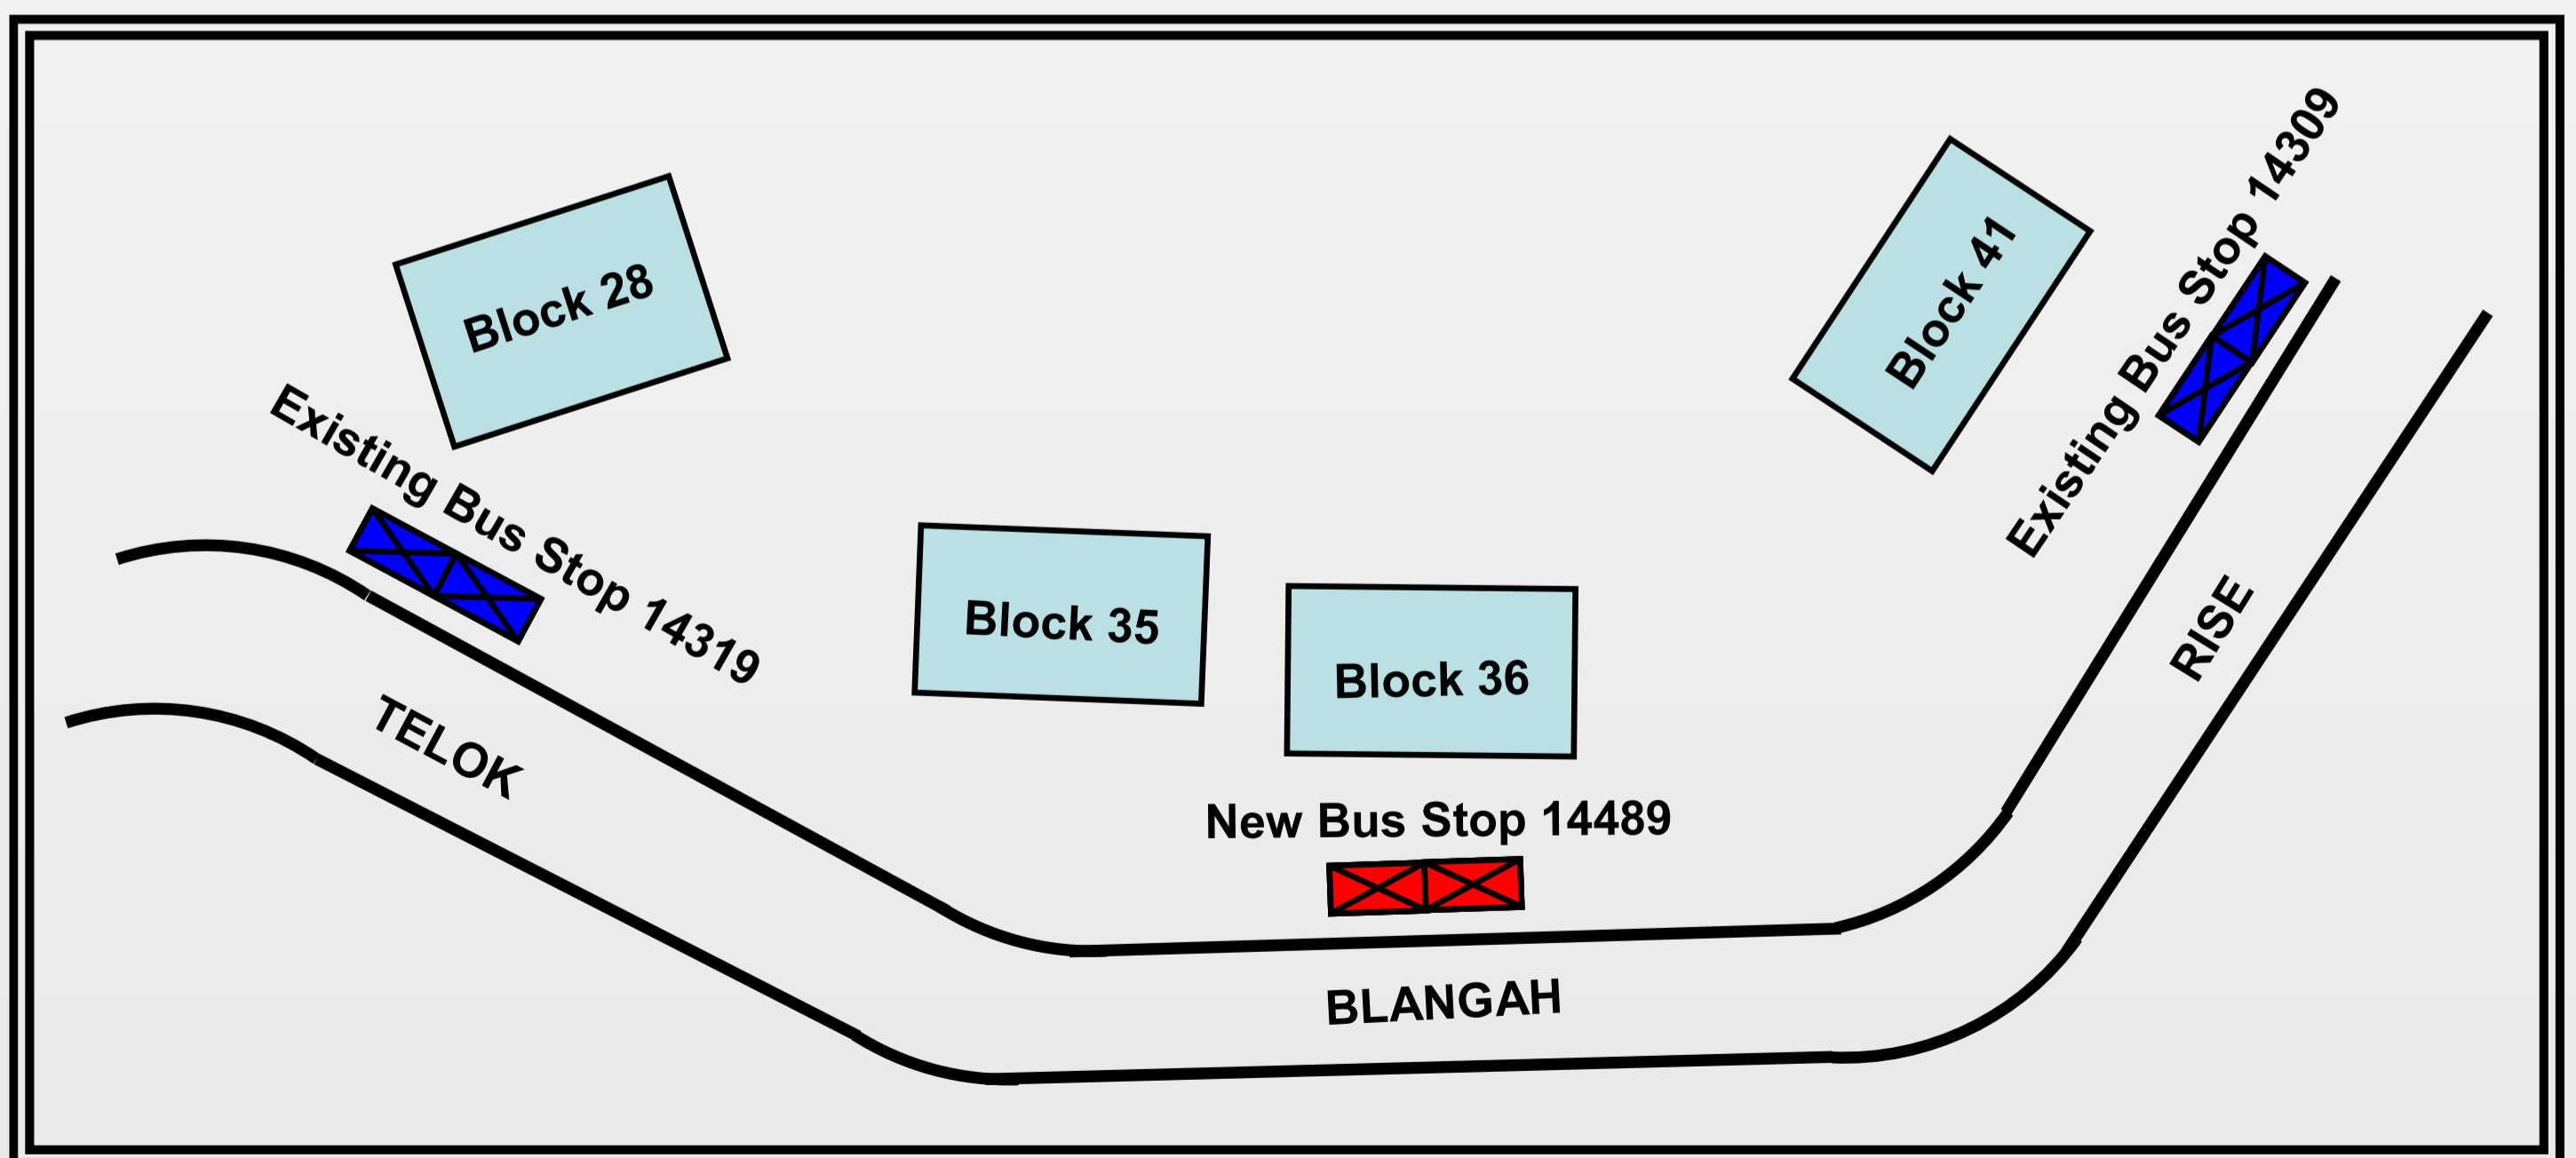 Block 28
Existing Bus Stop 14319
Block 41
Existing Bus Stop 14309
Block 35
Block 36
New Bus Stop 14489
TELOK
BLANGAH
RISE